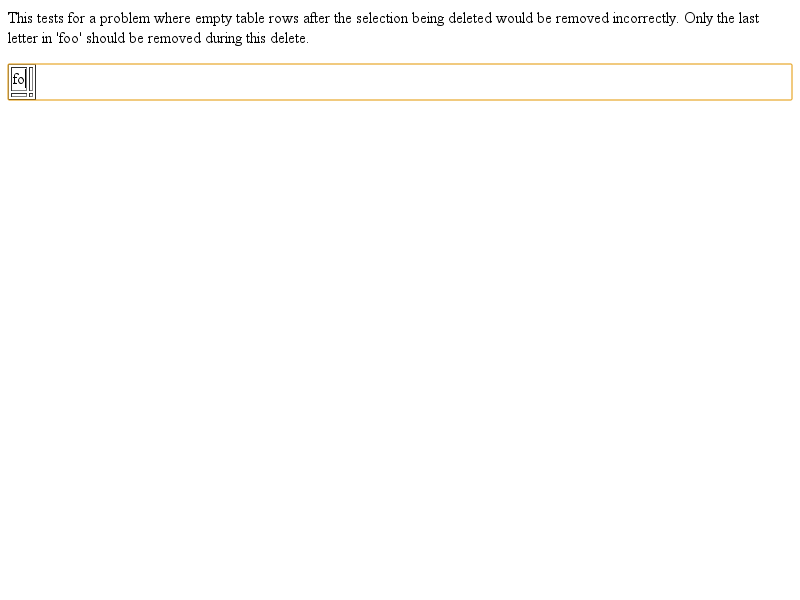 This tests for a problem where empty table rows after the selection being deleted would be removed incorrectly. Only the last
letter in 'foo' should be removed during this delete.
fo